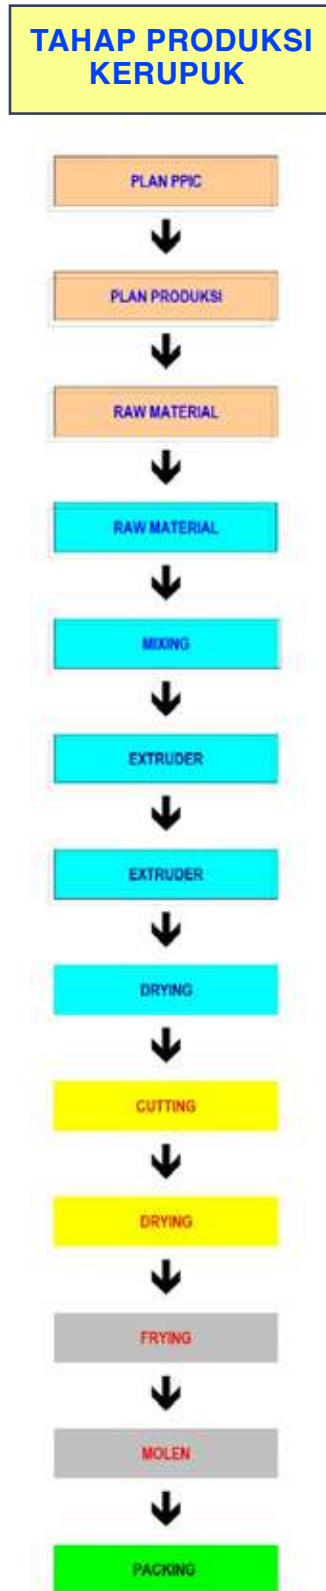 TAHAP PRODUKSI
KERUPUK
PLAN PPIC
PLAN PRODUKSI
RAW MATERIAL
RAW MATERIAL
MIXING
EXTRUDER
EXTRUDER
DRYING
CUTTING
DRYING
FRYING
MOLEN
PACKING